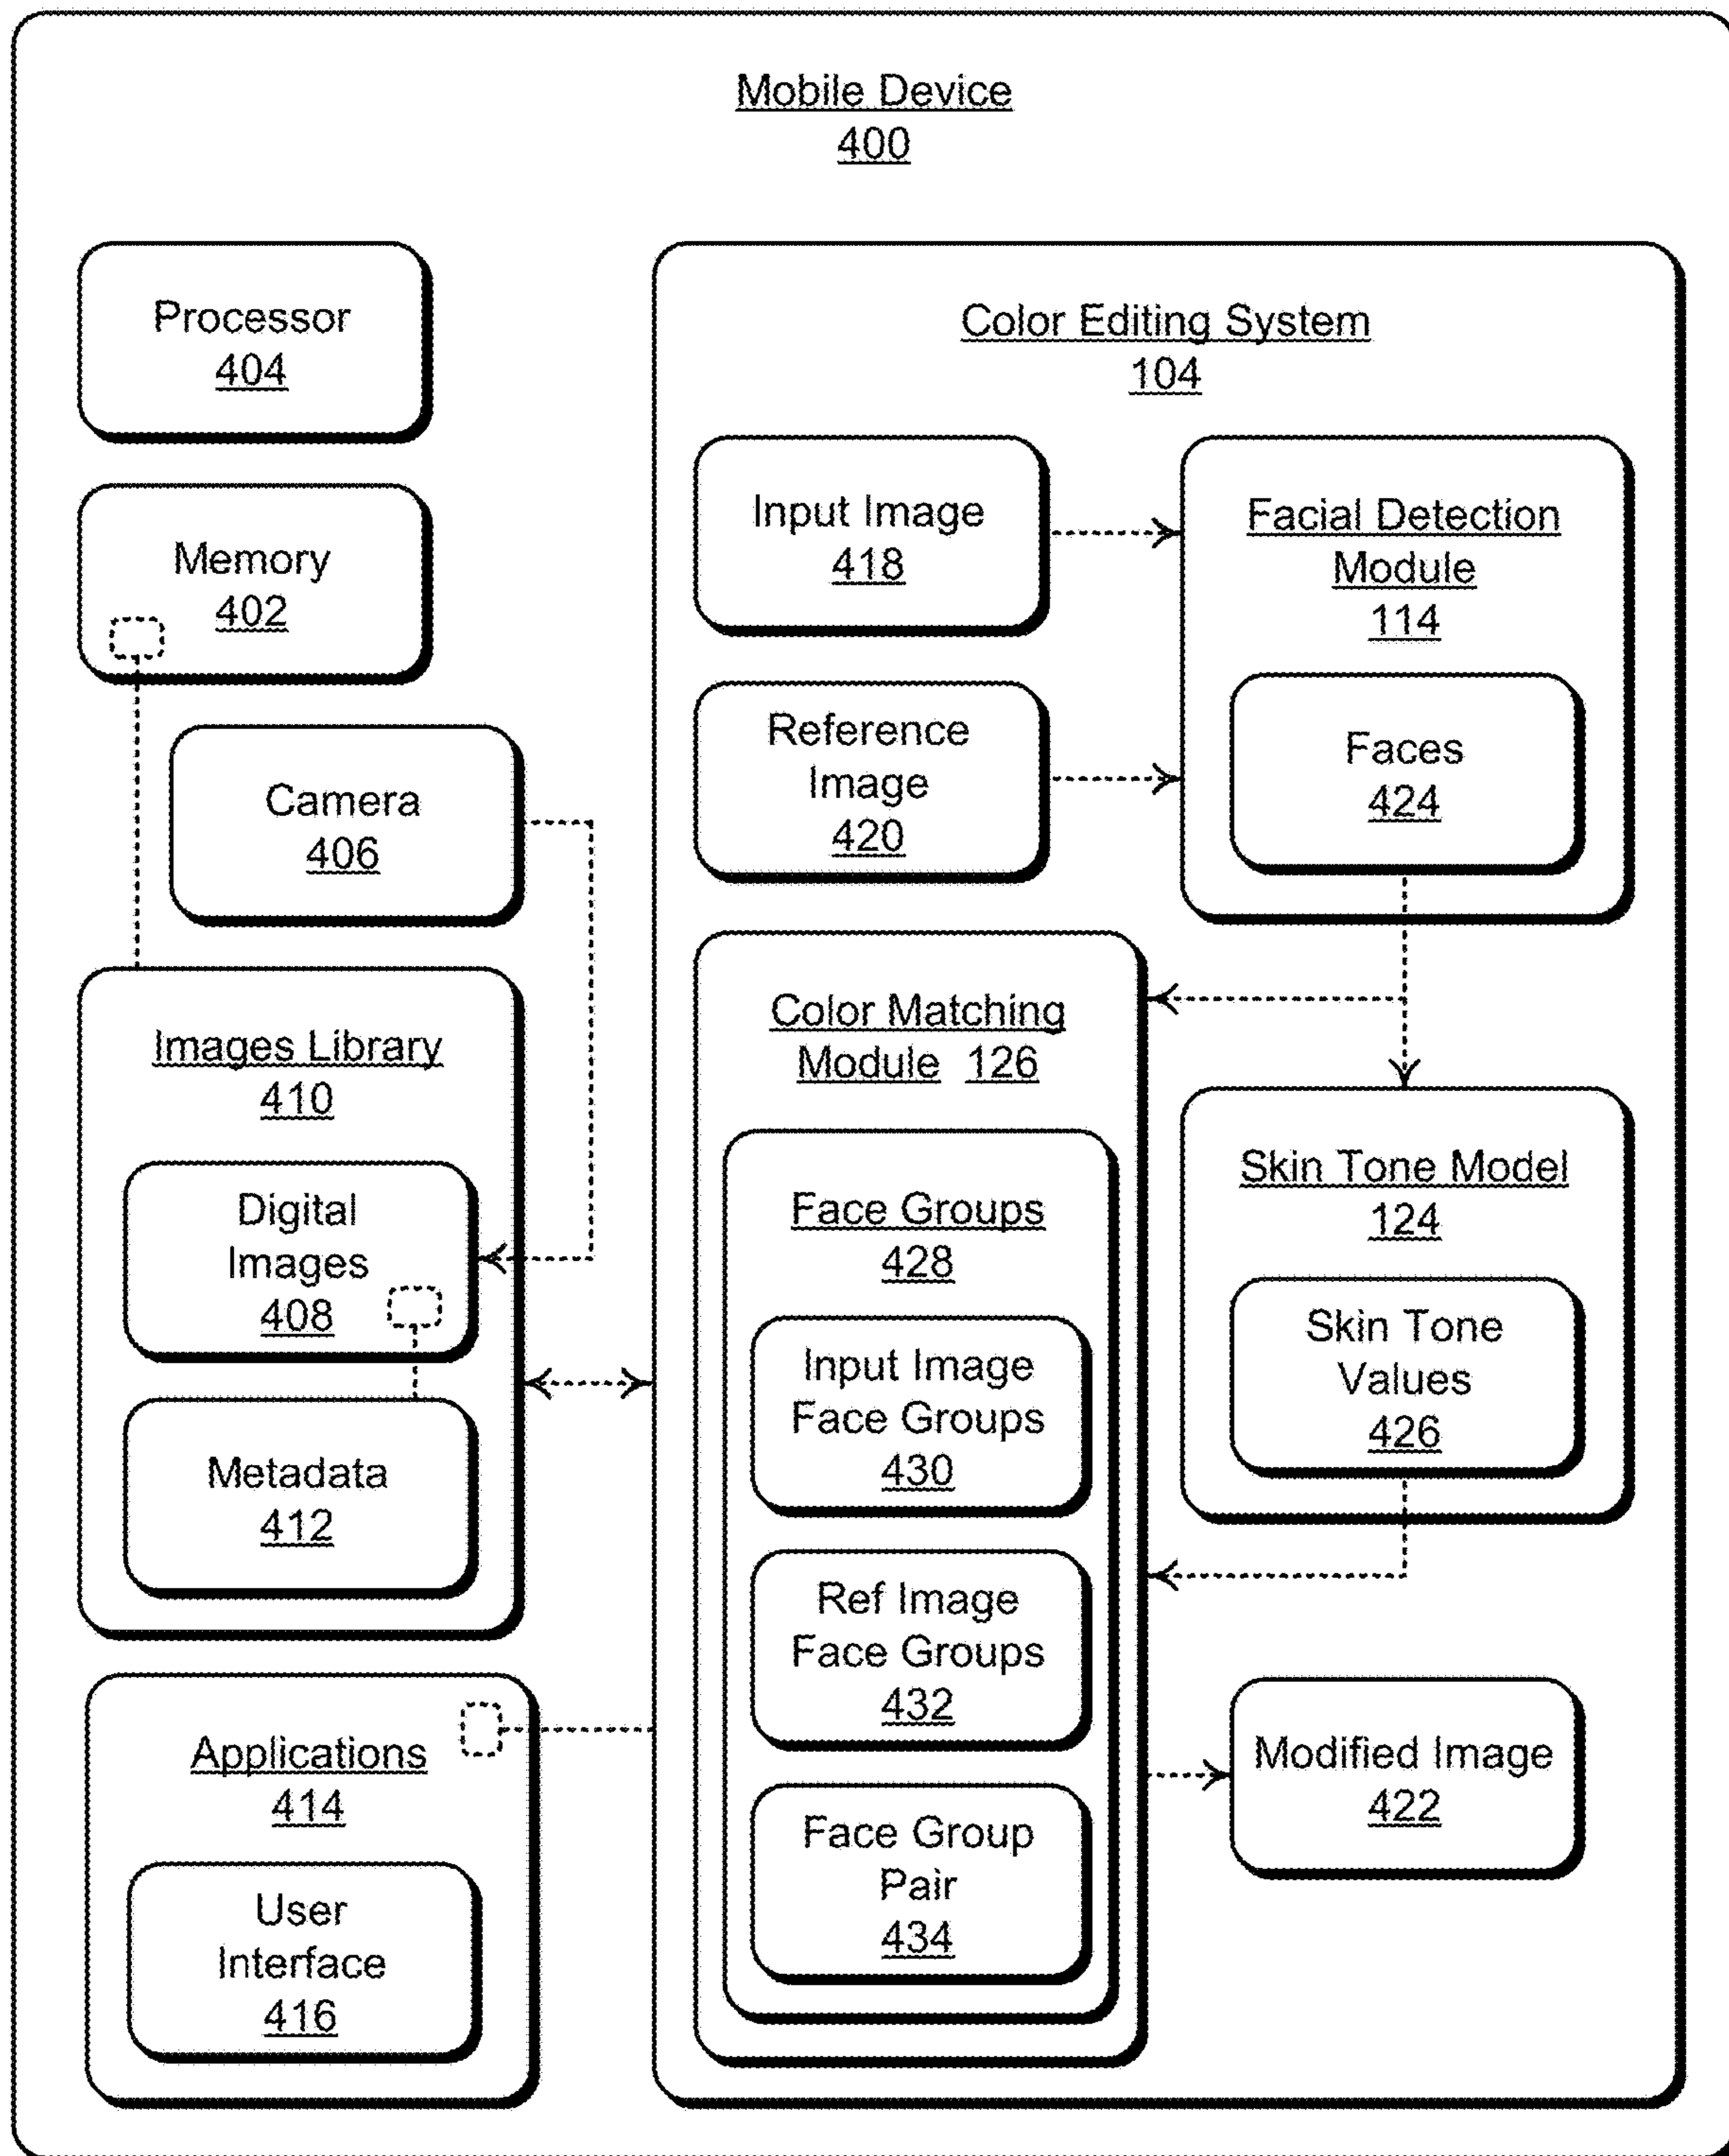 Mobile Device
400
Processor
404
Memory
402
Camera
406
Images Library
410
Digital
Images
408
Metadata
412
Applications
414
User
Interface
416
Color Editing System
104
Input Image
418
Reference
Image
420
Facial Detection
Module
114
Faces
424
Color Matching
Module 126
Face Groups
428
Input Image
Face Groups
430
Ref Image
Face Groups
432
Face Group
Pair
434
Skin Tone Model
124
Skin Tone
Values
426
Modified Image
422